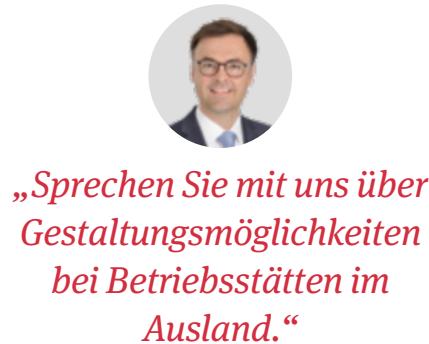 „Sprechen Sie mit uns über
Gestaltungsmöglichkeiten
bei Betriebsstätten im
Ausland.“